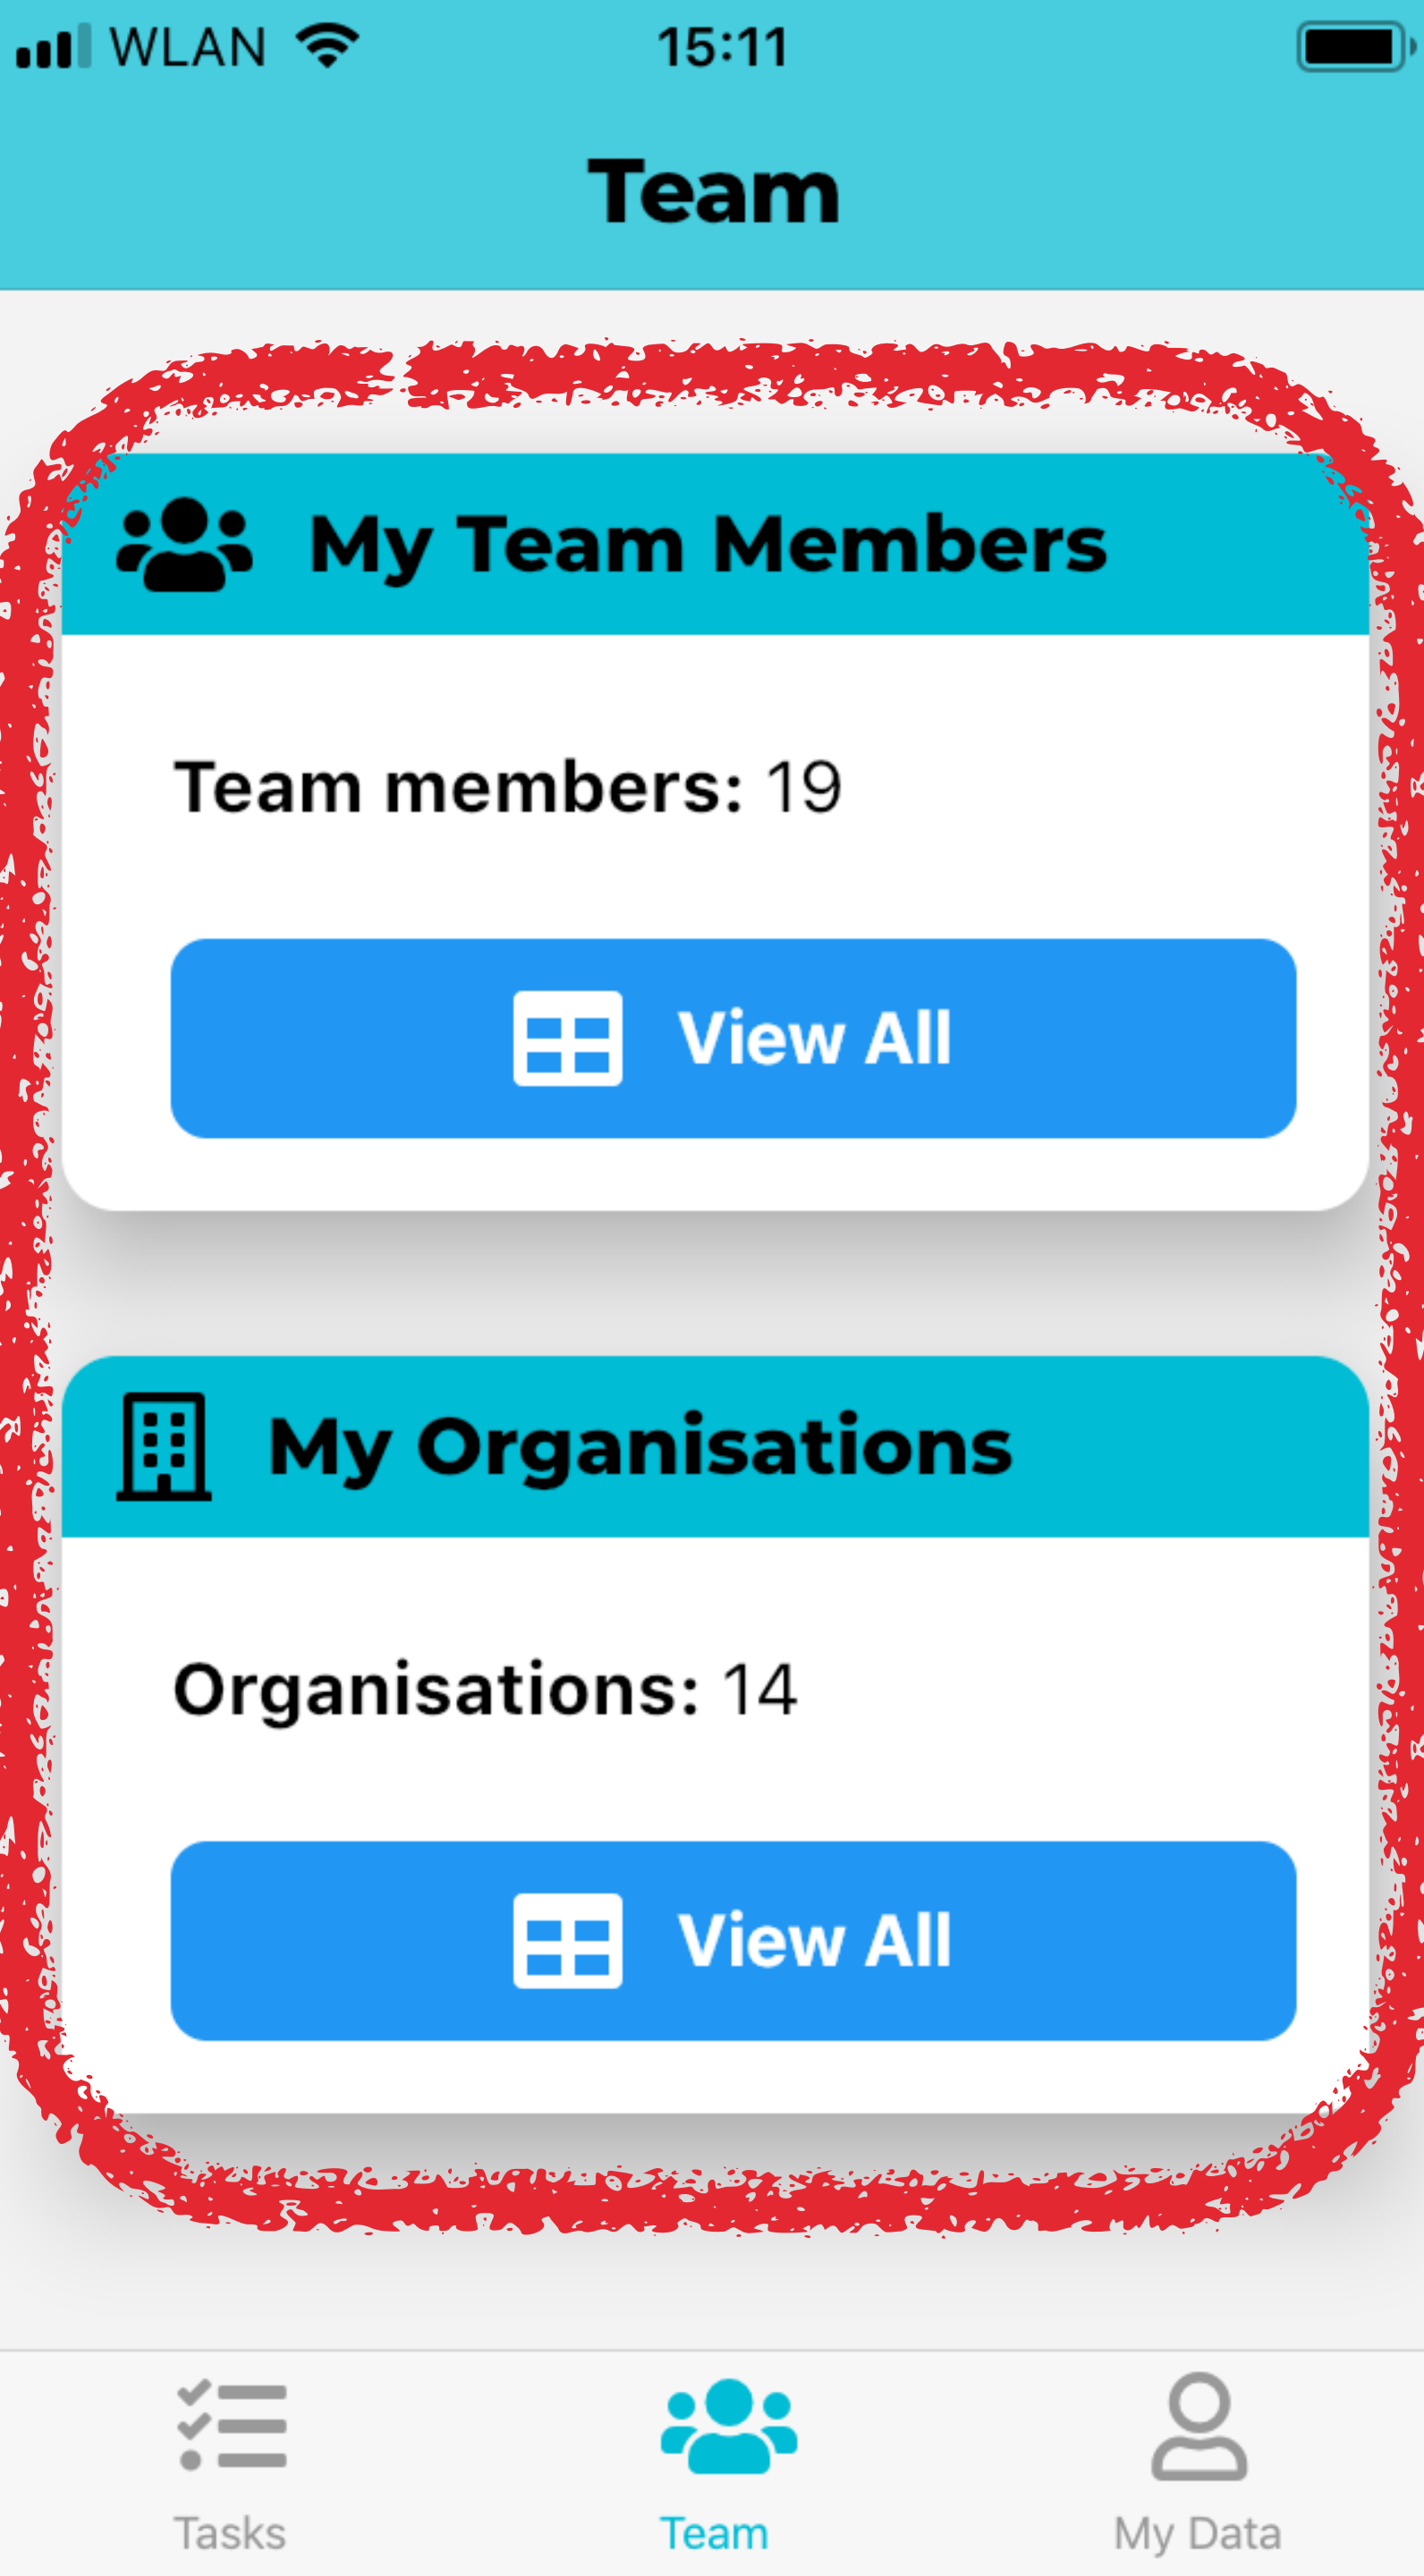 WLAN 15:11
Team
My Team Members
Team members: 19
View All
My Organisations
Organisations: 14
View All
Tasks Team My Data